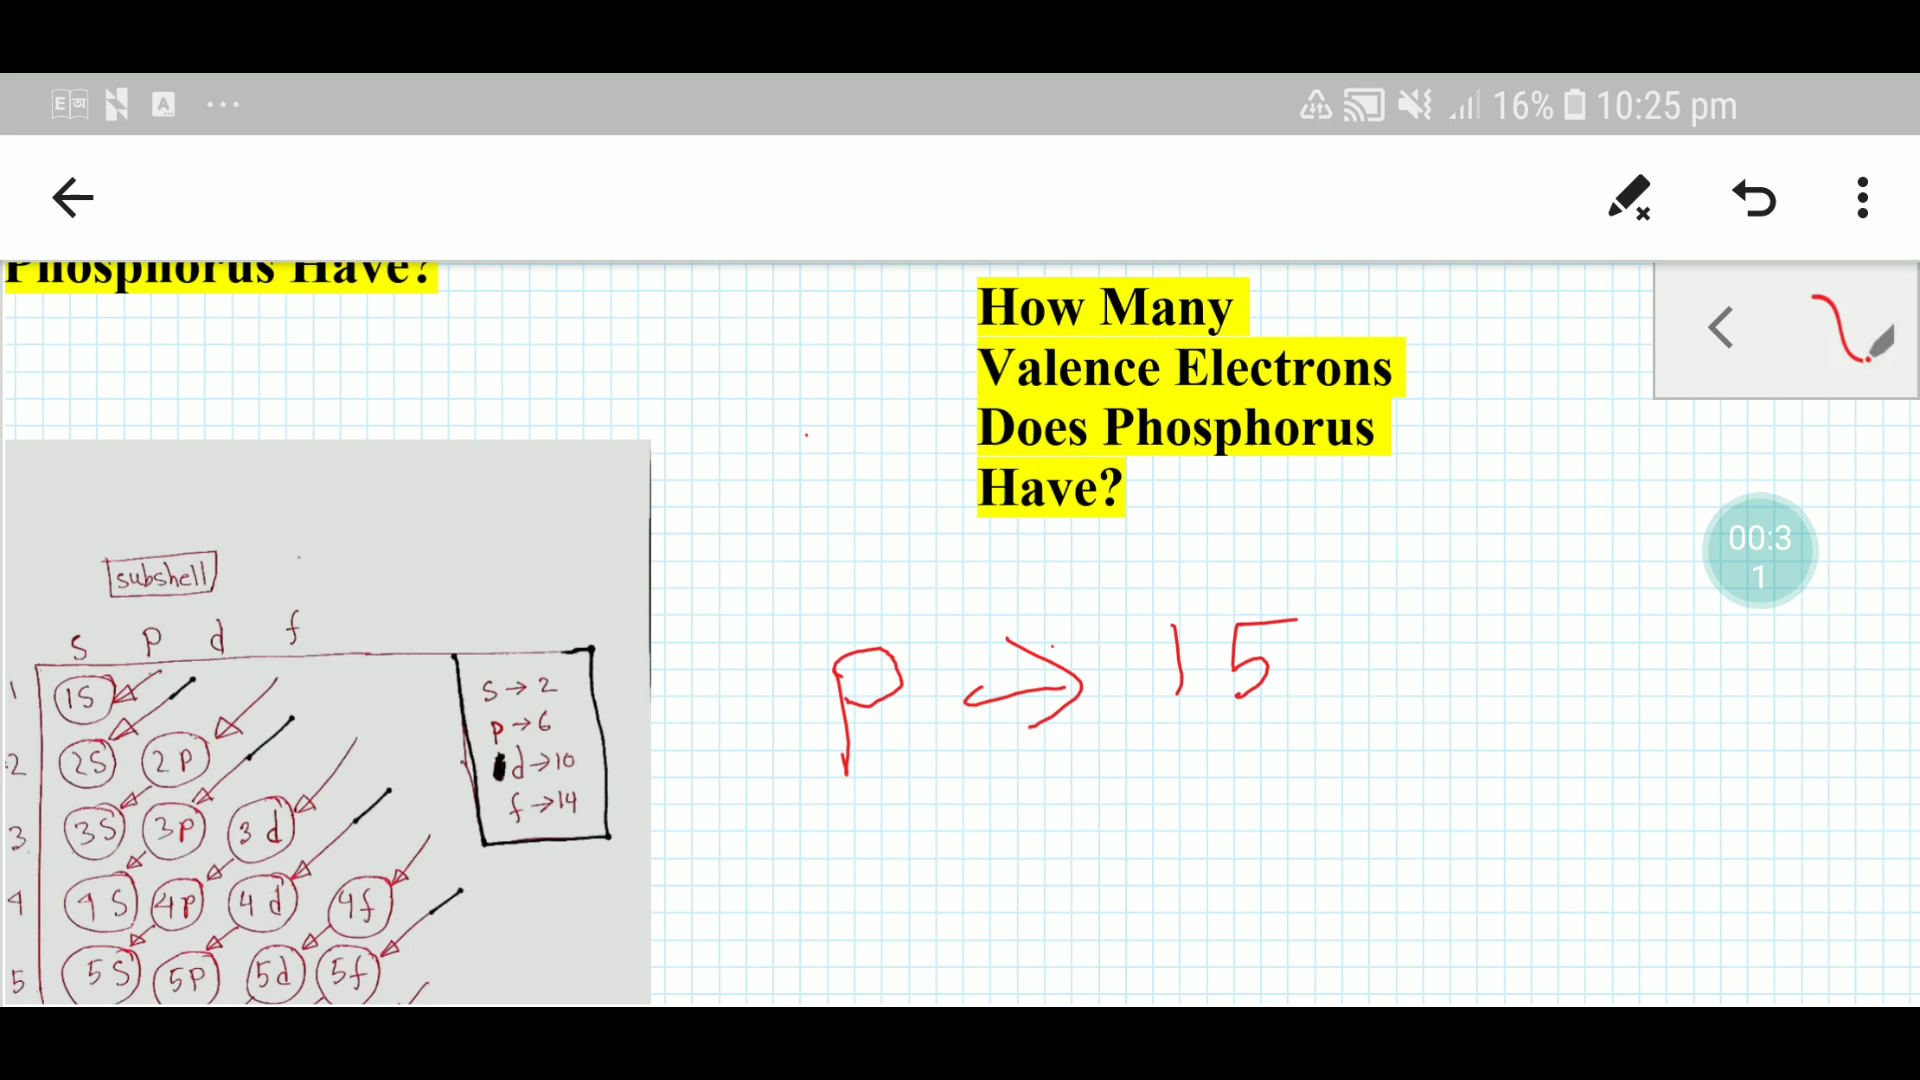 E अ N A ... 16% 10:25 pm
Phosphorus Have?
How Many
Valence Electrons
Does Phosphorus
Have?
00:3
1
subshell
s p d f
1 1S
2 2S 2P
3 3S 3P 3d
4 4S 4P 4d 4f
5 5S 5P 5d 5f
S → 2
P → 6
d → 10
f → 14
P → 15